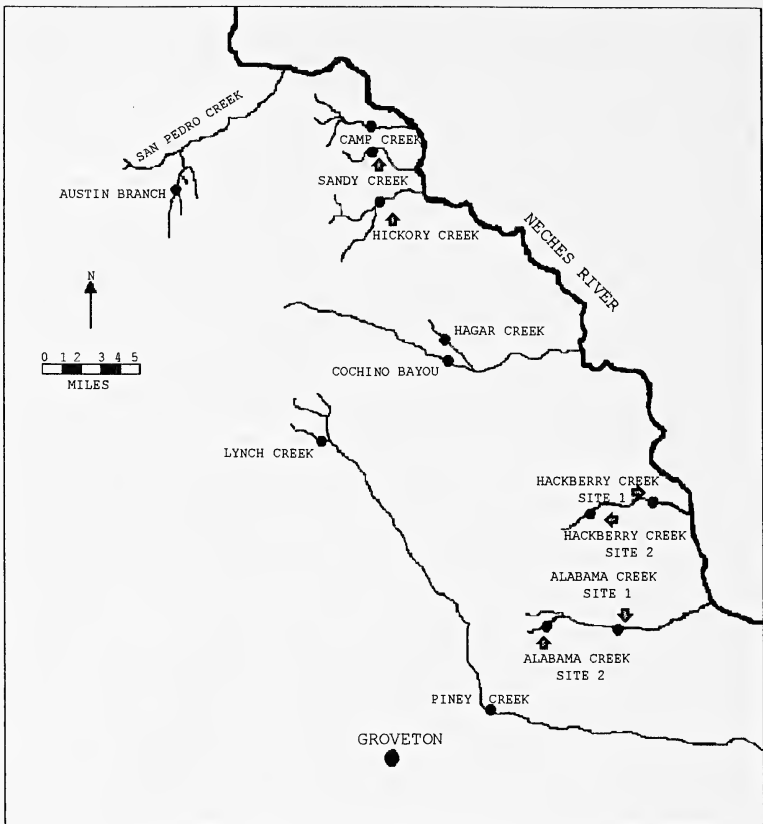 SAN PEDRO CREEK
CAMP CREEK
AUSTIN BRANCH
SANDY CREEK
HICKORY CREEK
NECHES RIVER
N
HAGAR CREEK
0 1 2 3 4 5
MILES
COCHINO BAYOU
LYNCH CREEK
HACKBERRY CREEK
SITE 1
HACKBERRY CREEK
SITE 2
ALABAMA CREEK
SITE 1
ALABAMA CREEK
SITE 2
PINEY CREEK
GROVETON